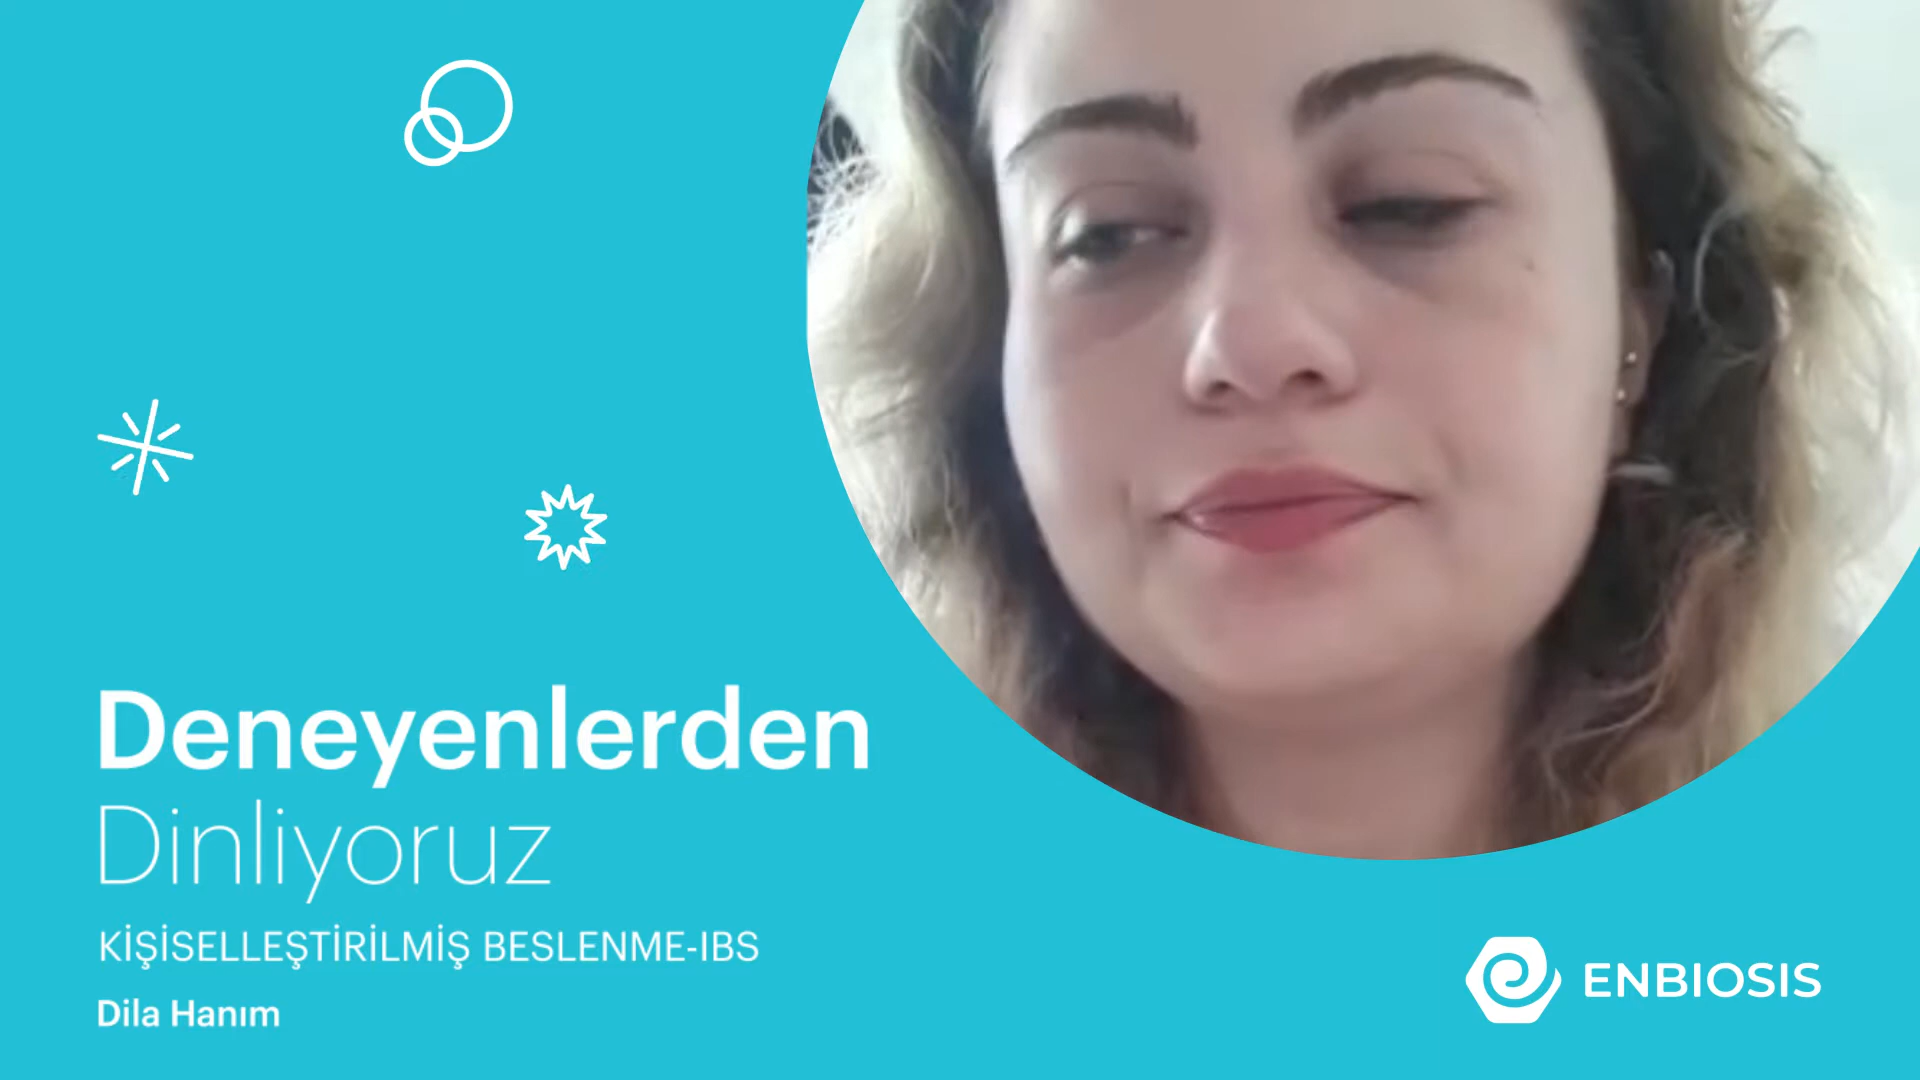 Deneyenlerden
Dinliyoruz
KİŞİSELLEŞTİRİLMİŞ BESLENME-IBS
Dila Hanım
ENBIOSIS